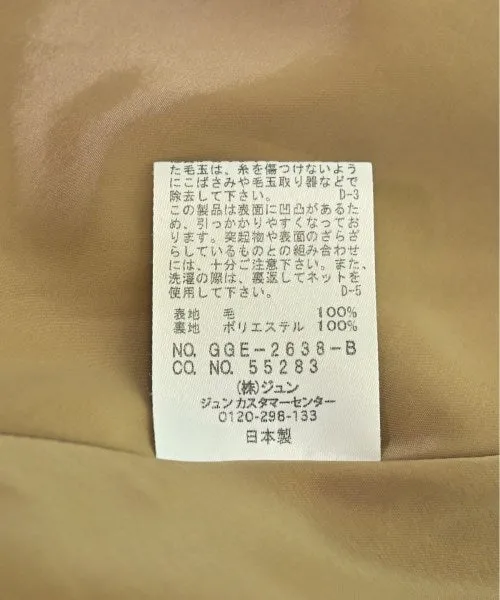 た毛玉は、糸を傷つけないよう
にこばさみや毛玉取り器などで
除去して下さい。 D-3
この製品は表面に凹凸があるた
め、引っかかりやすくなってお
ります。突起物や表面のざらざ
らしているものとの組み合わせ
には、十分ご注意下さい。また、
洗濯の際は、裏返してネットを
使用して下さい。 D-5
表地 毛 100%
裏地 ポリエステル 100%
NO. GGE-2638-B
CO. NO. 55283
(株)ジュン
ジュン カスタマーセンター
0120-298-133
日本製